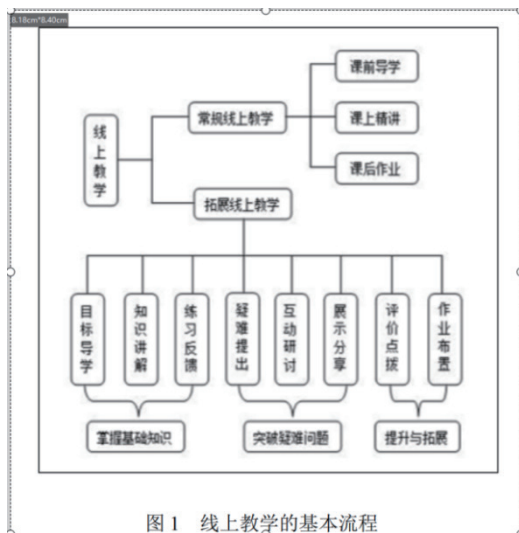 8.18cm*8.40cm
课前导学
常规线上教学
课上精讲
线上教学
课后作业
拓展线上教学
目标导学
知识讲解
练习反馈
疑难提出
互动研讨
展示分享
评价点拨
作业布置
掌握基础知识
突破疑难问题
提升与拓展
图 1 线上教学的基本流程